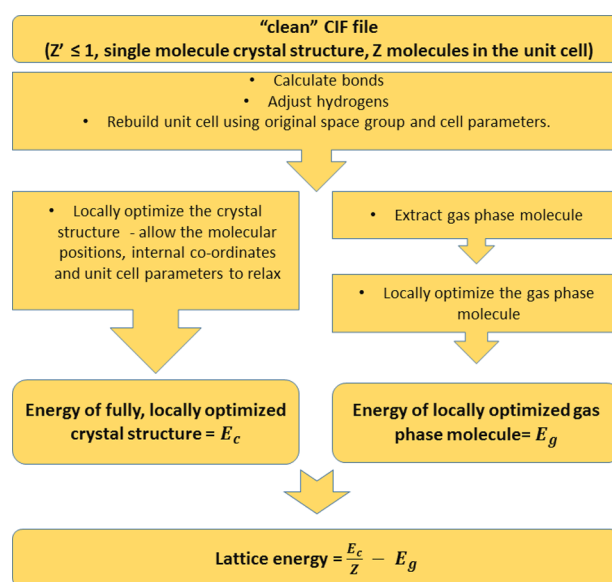 “clean” CIF file
(Z’ ≤ 1, single molecule crystal structure, Z molecules in the unit cell)
• Calculate bonds
• Adjust hydrogens
• Rebuild unit cell using original space group and cell parameters.
• Locally optimize the crystal
structure - allow the molecular
positions, internal co-ordinates
and unit cell parameters to relax
• Extract gas phase molecule
• Locally optimize the gas phase
molecule
Energy of fully, locally optimized
crystal structure = E_c
Energy of locally optimized gas
phase molecule= E_g
Lattice energy = E_c/Z − E_g